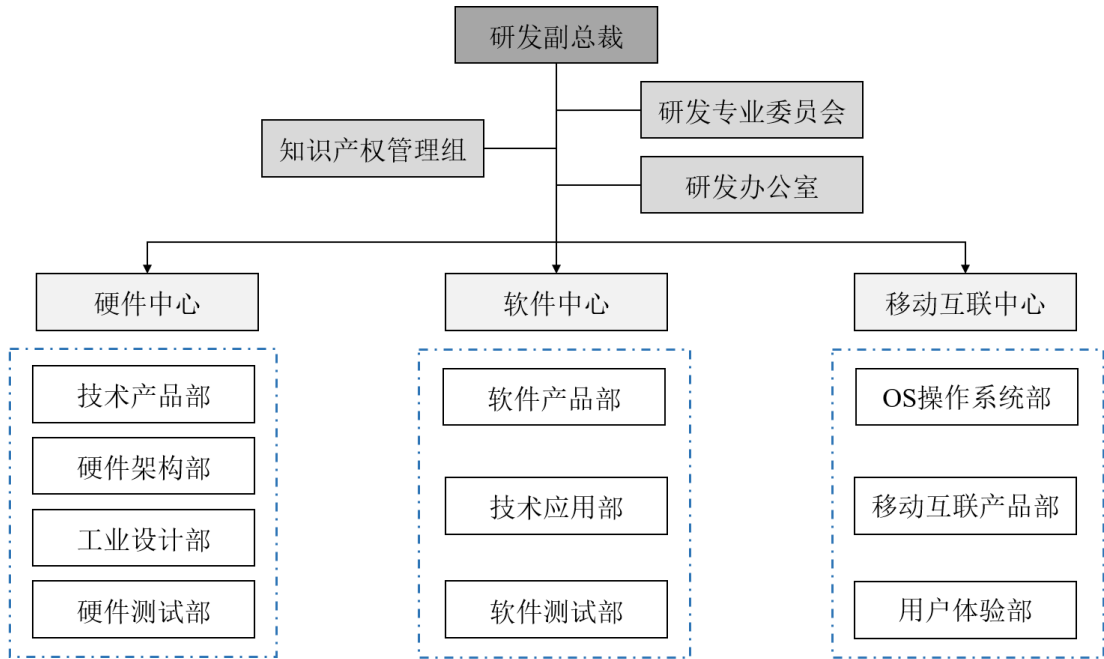 研发副总裁
研发专业委员会
知识产权管理组
研发办公室
硬件中心
软件中心
移动互联中心
技术产品部
硬件架构部
工业设计部
硬件测试部
软件产品部
技术应用部
软件测试部
OS操作系统部
移动互联产品部
用户体验部